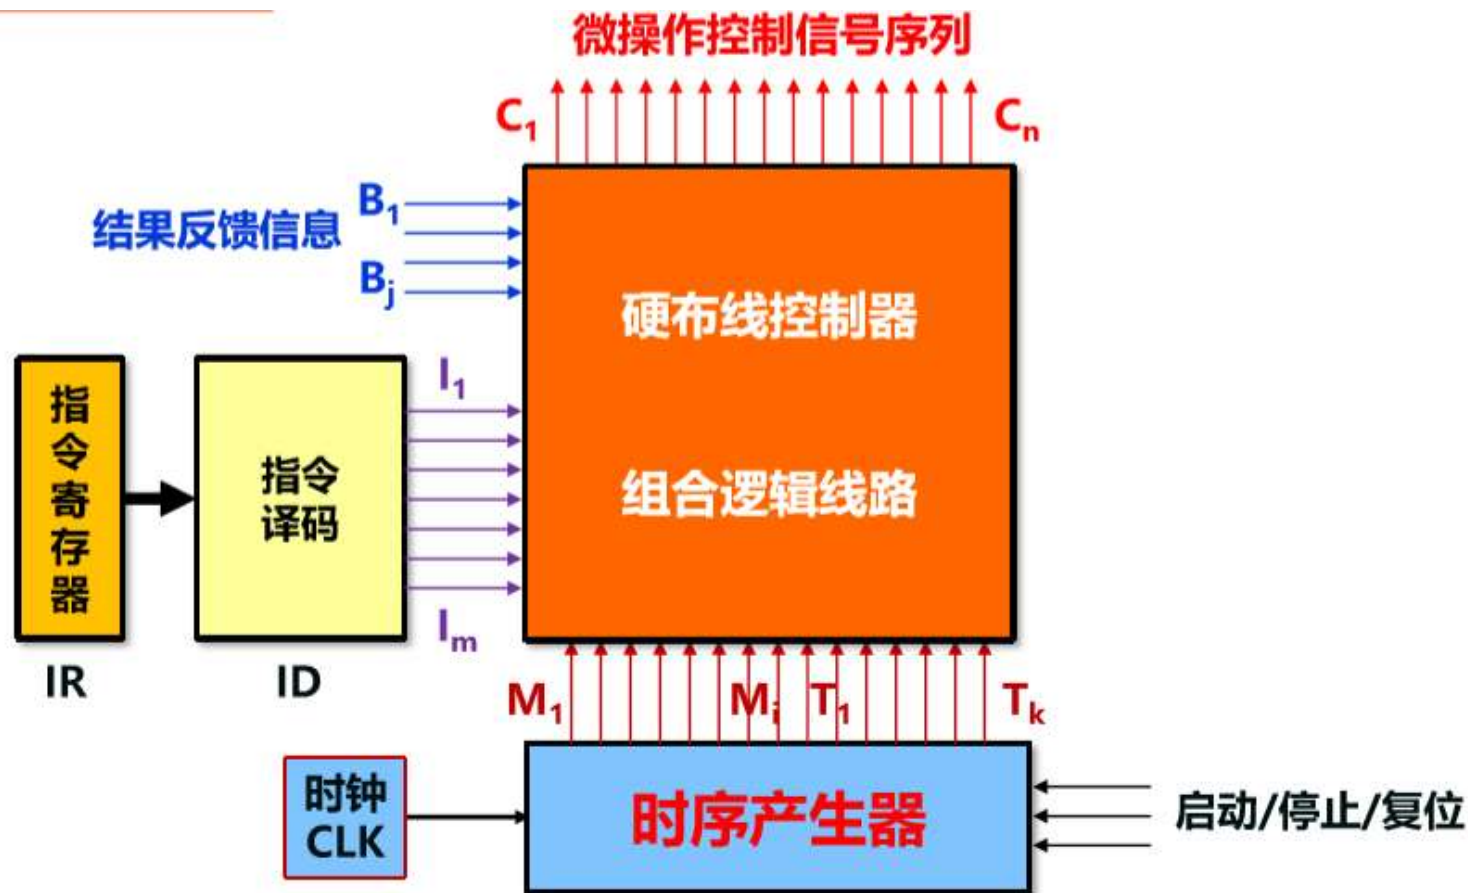 微操作控制信号序列
C1
Cn
结果反馈信息
B1
Bj
硬布线控制器
组合逻辑线路
指令寄存器
IR
指令
译码
ID
I1
Im
M1
Mi
T1
Tk
时钟
CLK
时序产生器
启动/停止/复位